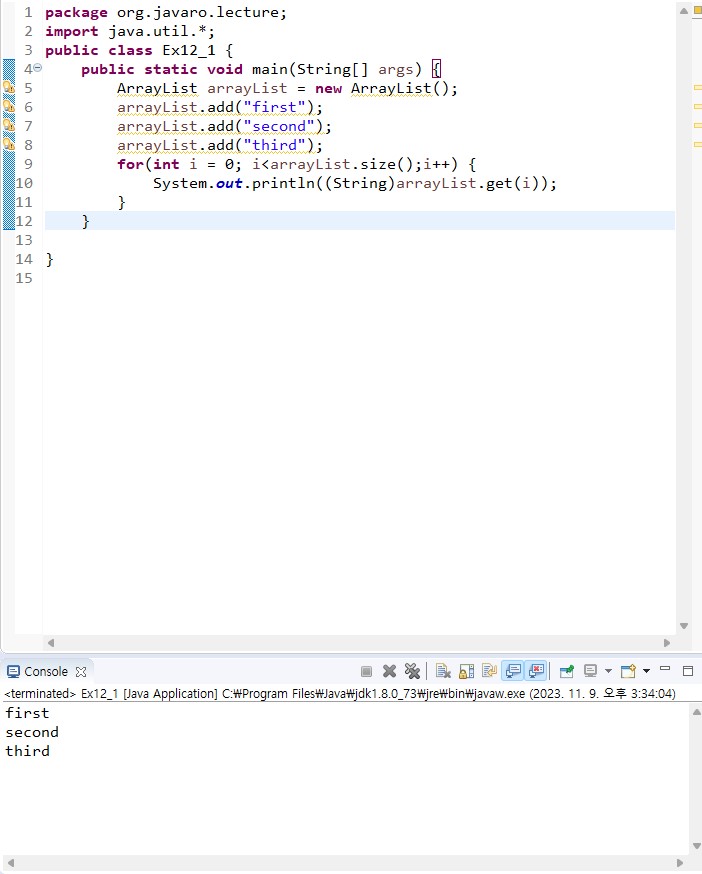 1 package org.javaro.lecture;
2 import java.util.*;
3 public class Ex12_1 {
4 public static void main(String[] args) {
5 ArrayList arrayList = new ArrayList();
6 arrayList.add("first");
7 arrayList.add("second");
8 arrayList.add("third");
9 for(int i = 0; i<arrayList.size();i++) {
10 System.out.println((String)arrayList.get(i));
11 }
12 }
13
14 }
15
Console
<terminated> Ex12_1 [Java Application] C:₩Program Files₩Java₩jdk1.8.0_73₩jre₩bin₩javaw.exe (2023. 11. 9. 오후 3:34:04)
first
second
third